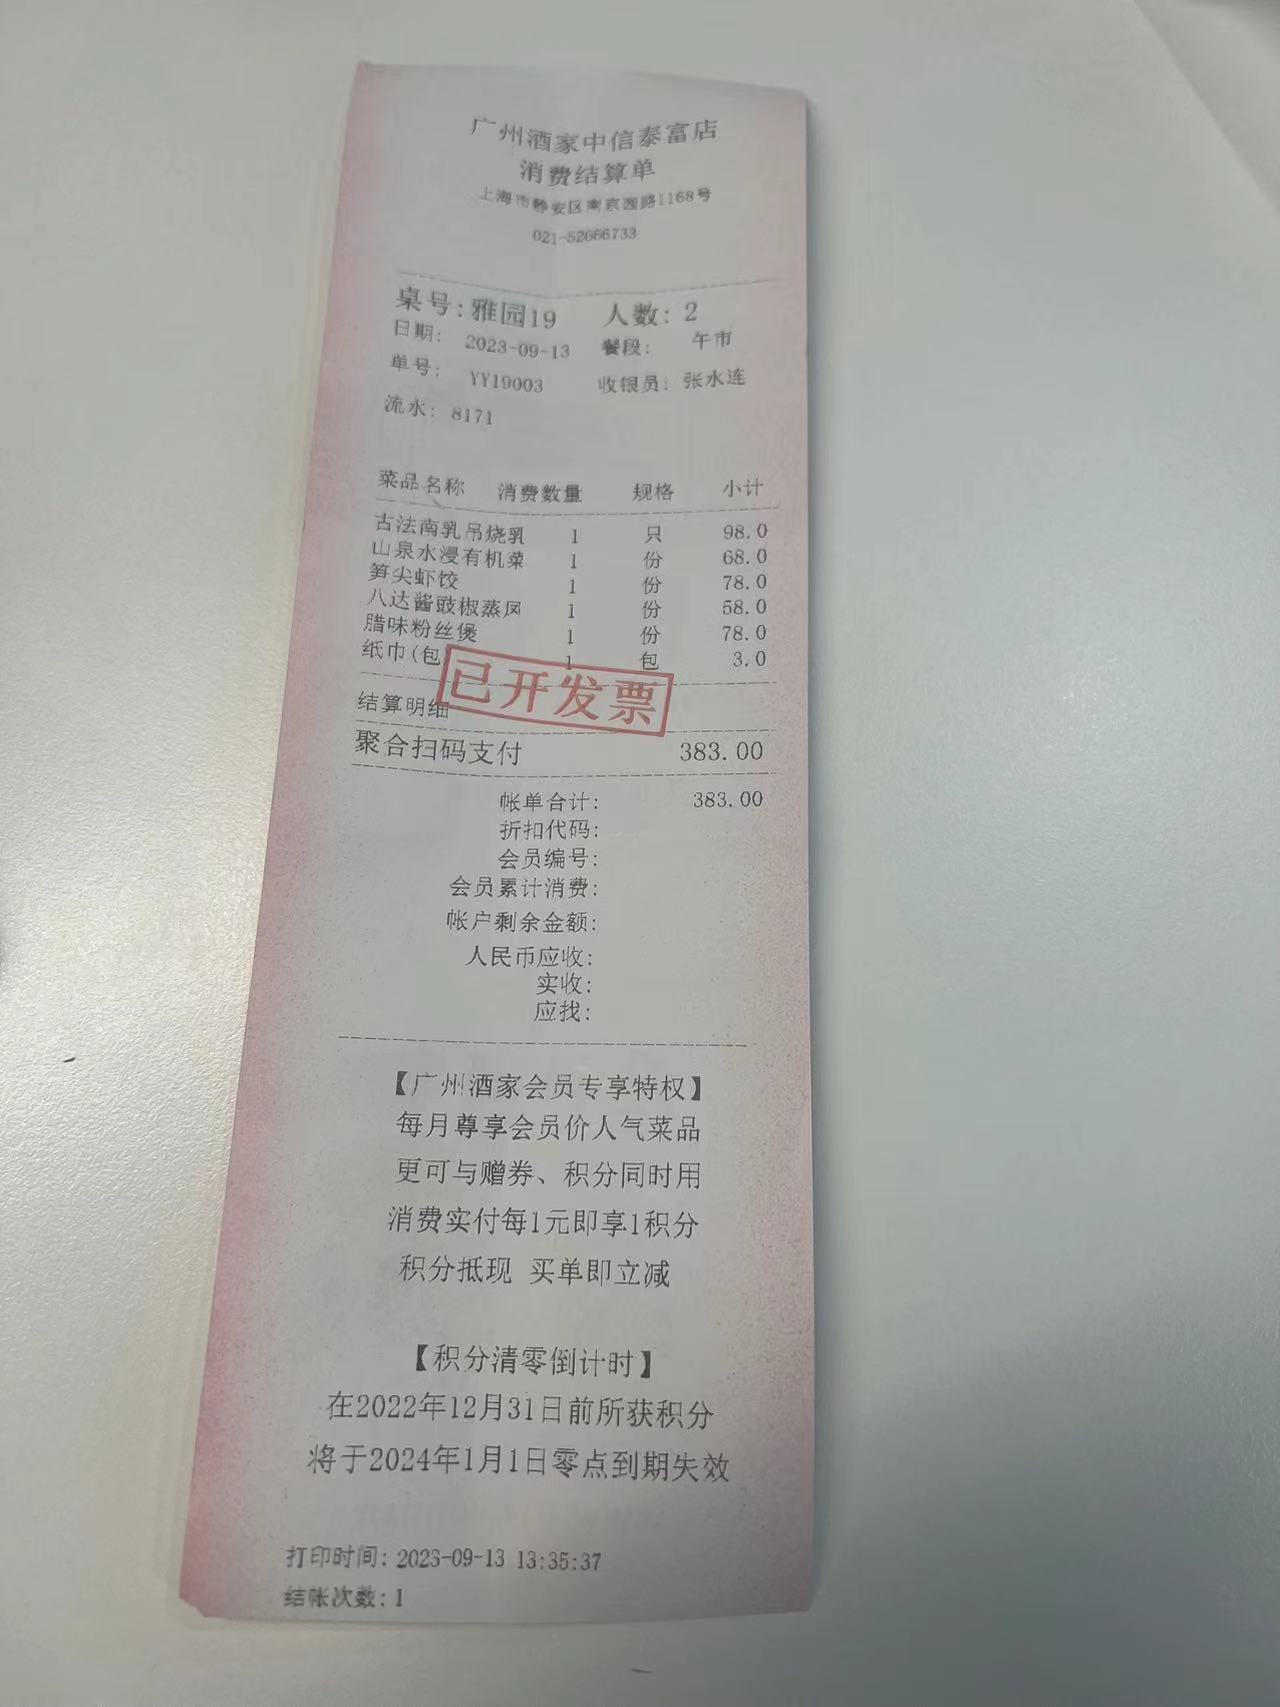 广州酒家中信泰富店
消费结算单
上海市静安区南京西路1168号
021-52666733
桌号:雅园19 人数: 2
日期: 2023-09-13 餐段: 午市
单号: YY19003 收银员: 张水连
流水: 8171
菜品名称 消费数量 规格 小计
古法南乳吊烧乳 1 只 98.0
山泉水浸有机菜 1 份 68.0
笋尖虾饺 1 份 78.0
八达酱豉椒蒸凤 1 份 58.0
腊味粉丝煲 1 份 78.0
纸巾(包 1 包 3.0
已开发票
结算明细
聚合扫码支付 383.00
帐单合计: 383.00
折扣代码:
会员编号:
会员累计消费:
帐户剩余金额:
人民币应收:
实收:
应找:
【广州酒家会员专享特权】
每月尊享会员价人气菜品
更可与赠券、积分同时用
消费实付每1元即享1积分
积分抵现 买单即立减
【积分清零倒计时】
在2022年12月31日前所获积分
将于2024年1月1日零点到期失效
打印时间: 2023-09-13 13:35:37
结帐次数: 1